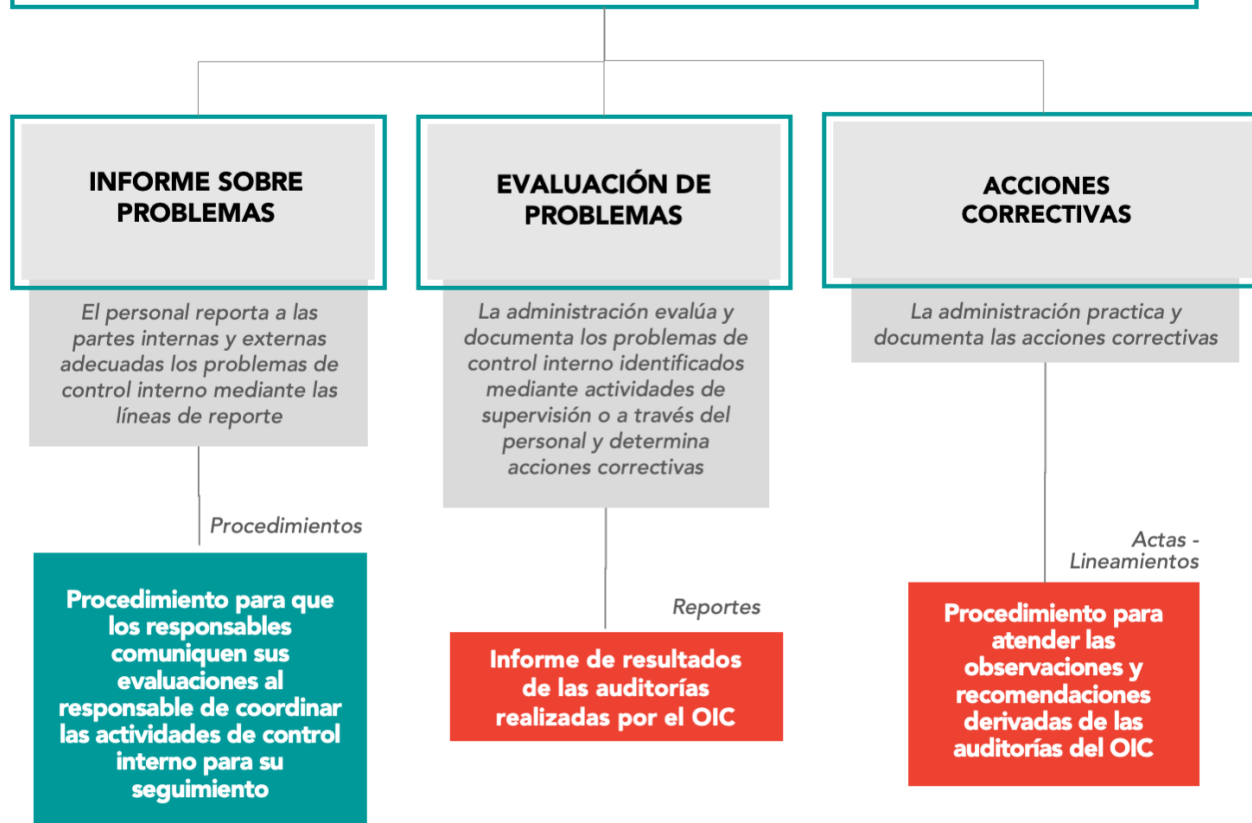 INFORME SOBRE
PROBLEMAS
El personal reporta a las
partes internas y externas
adecuadas los problemas de
control interno mediante las
líneas de reporte
Procedimientos
Procedimiento para que
los responsables
comuniquen sus
evaluaciones al
responsable de coordinar
las actividades de control
interno para su
seguimiento
EVALUACIÓN DE
PROBLEMAS
La administración evalúa y
documenta los problemas de
control interno identificados
mediante actividades de
supervisión o a través del
personal y determina
acciones correctivas
Reportes
Informe de resultados
de las auditorías
realizadas por el OIC
ACCIONES
CORRECTIVAS
La administración practica y
documenta las acciones correctivas
Actas -
Lineamientos
Procedimiento para
atender las
observaciones y
recomendaciones
derivadas de las
auditorías del OIC